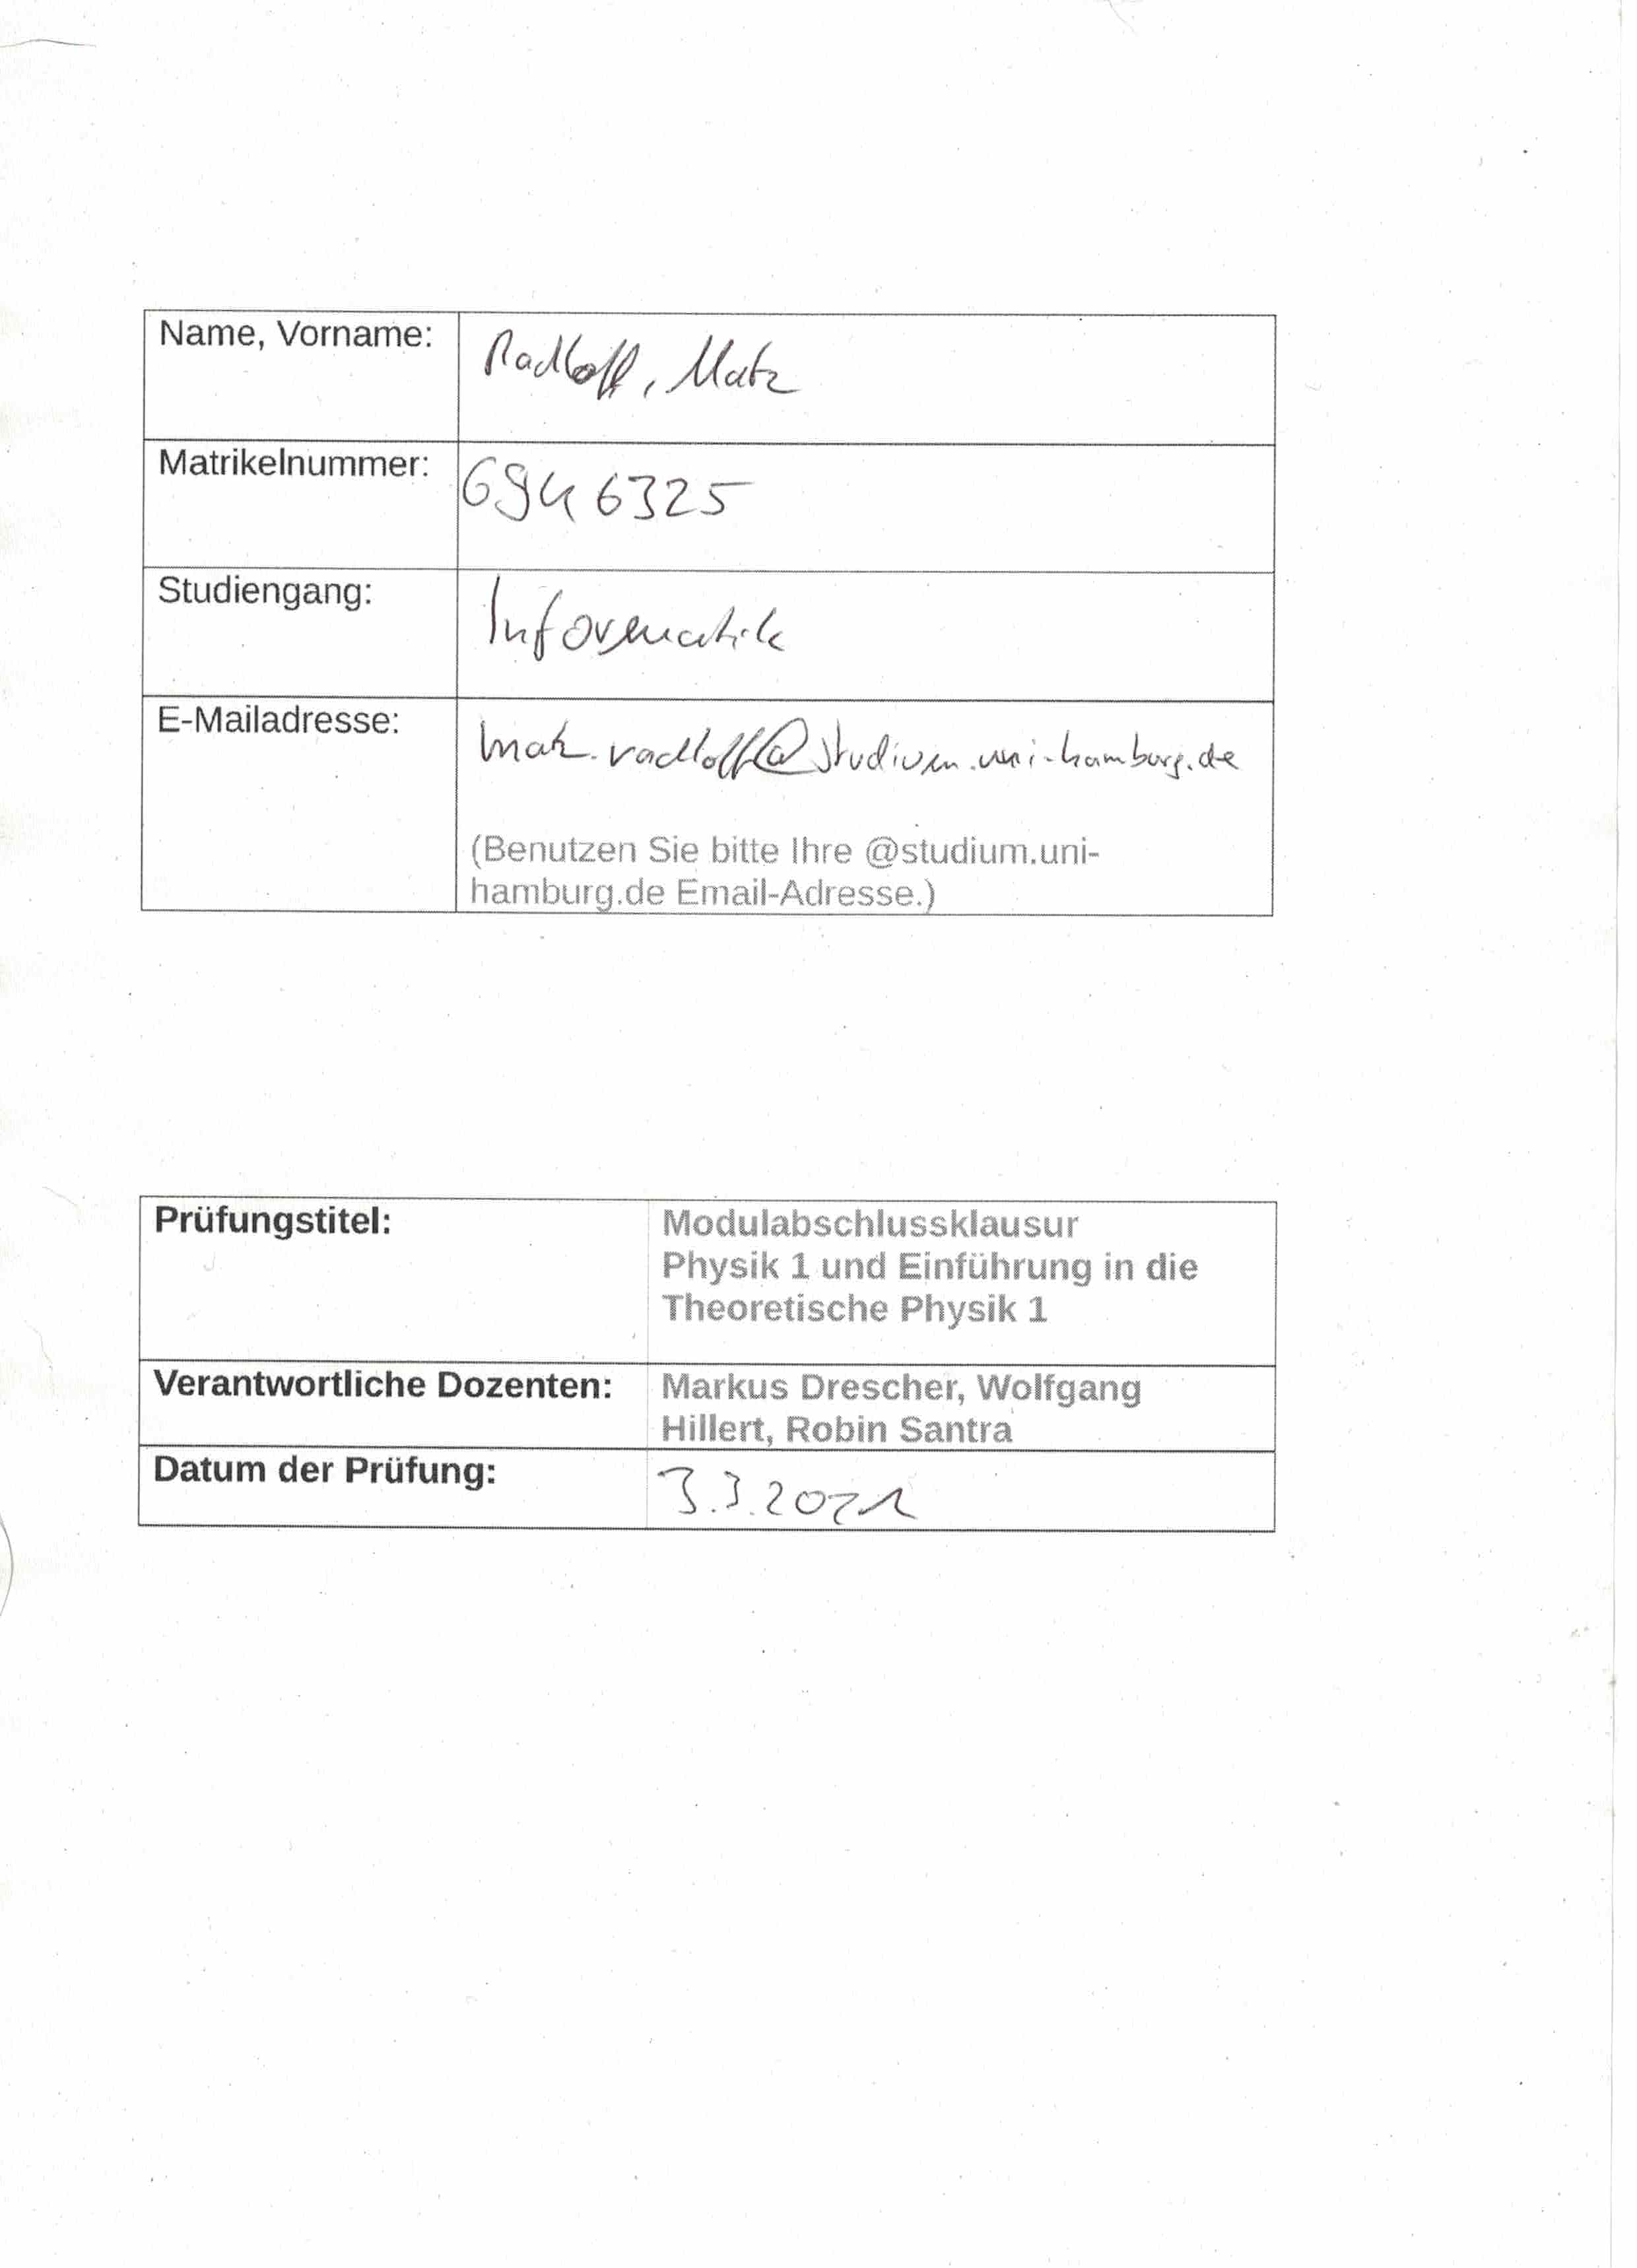 Name, Vorname:
Radloff, Matz
Matrikelnummer:
6946325
Studiengang:
Informatik
E-Mailadresse:
matz.radloff@studium.uni-hamburg.de
(Benutzen Sie bitte Ihre @studium.uni-
hamburg.de Email-Adresse.)
Prüfungstitel:
Modulabschlussklausur
Physik 1 und Einführung in die
Theoretische Physik 1
Verantwortliche Dozenten:
Markus Drescher, Wolfgang
Hillert, Robin Santra
Datum der Prüfung:
3.3.2021